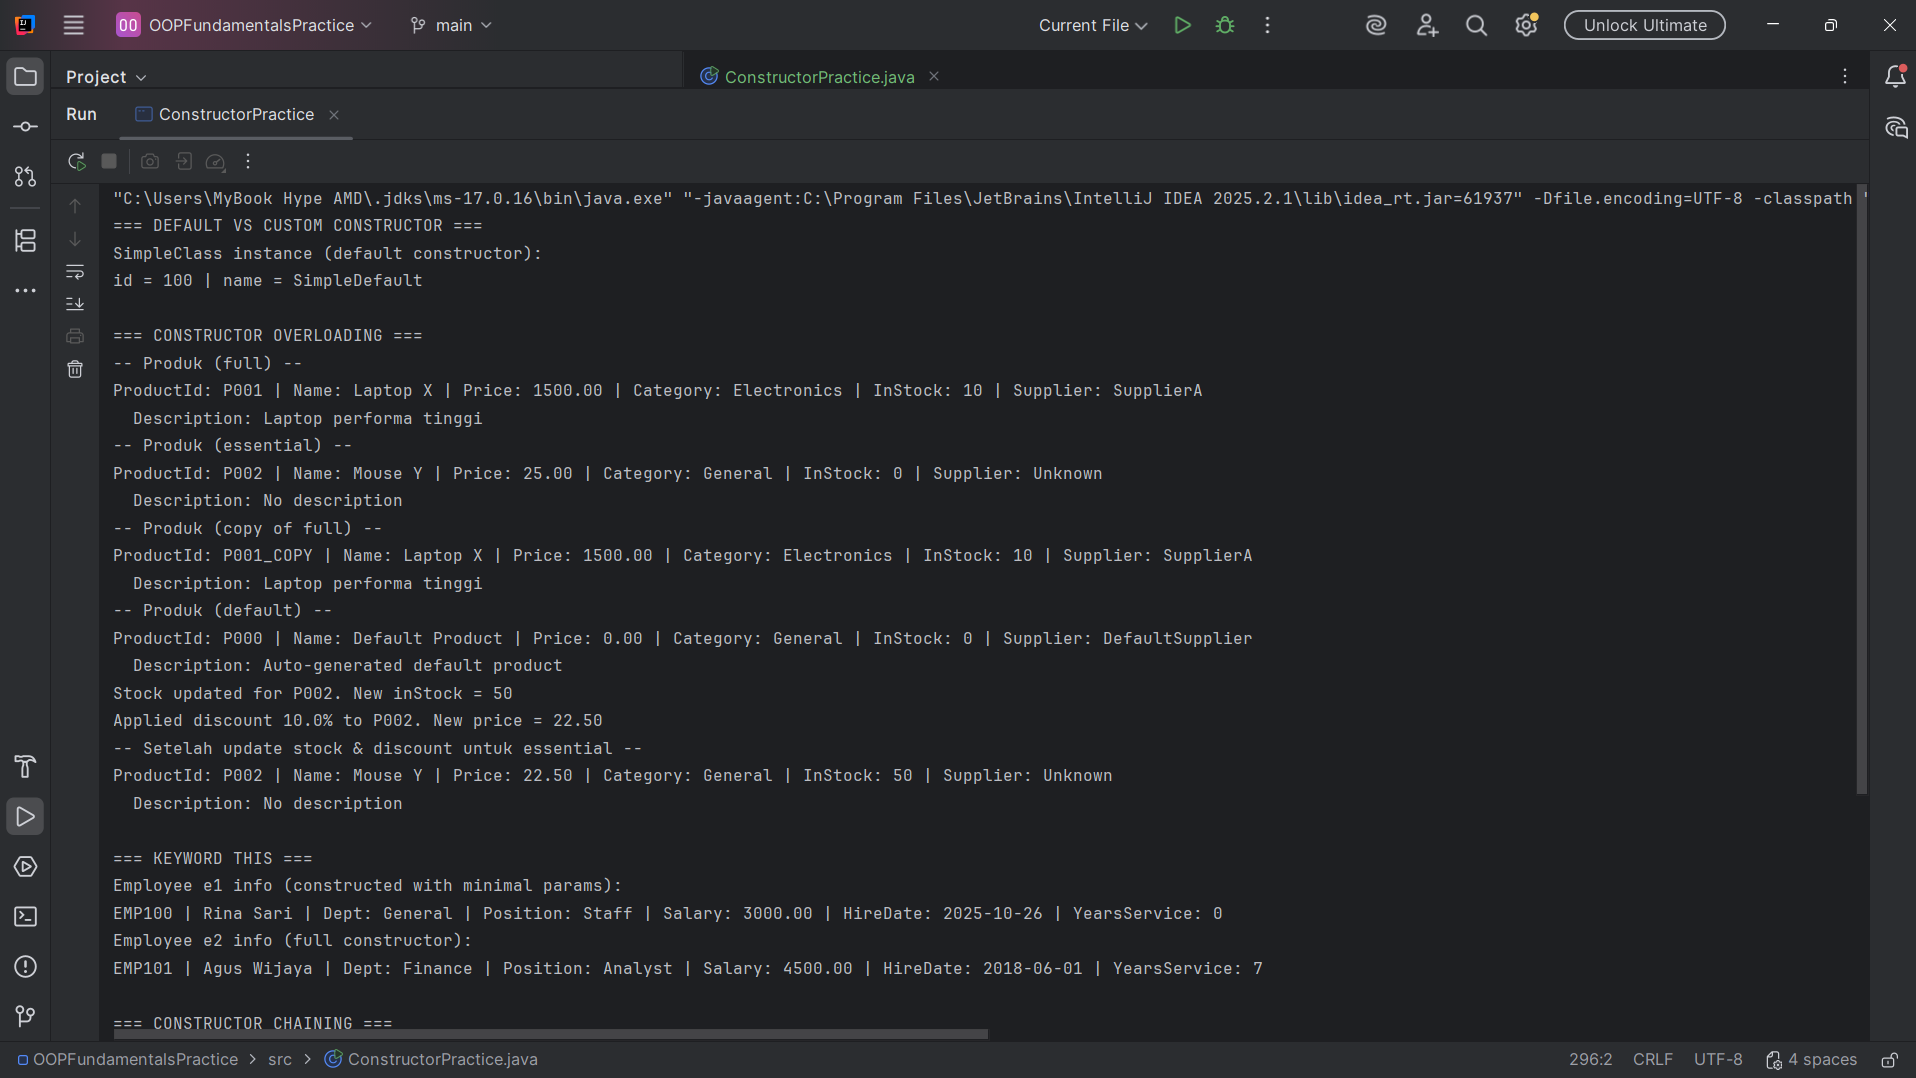 OO OOPFundamentalsPractice main Current File Unlock Ultimate
Project ConstructorPractice.java
Run ConstructorPractice
"C:\Users\MyBook Hype AMD\.jdks\ms-17.0.16\bin\java.exe" "-javaagent:C:\Program Files\JetBrains\IntelliJ IDEA 2025.2.1\lib\idea_rt.jar=61937" -Dfile.encoding=UTF-8 -classpath "
=== DEFAULT VS CUSTOM CONSTRUCTOR ===
SimpleClass instance (default constructor):
id = 100 | name = SimpleDefault
=== CONSTRUCTOR OVERLOADING ===
-- Produk (full) --
ProductId: P001 | Name: Laptop X | Price: 1500.00 | Category: Electronics | InStock: 10 | Supplier: SupplierA
Description: Laptop performa tinggi
-- Produk (essential) --
ProductId: P002 | Name: Mouse Y | Price: 25.00 | Category: General | InStock: 0 | Supplier: Unknown
Description: No description
-- Produk (copy of full) --
ProductId: P001_COPY | Name: Laptop X | Price: 1500.00 | Category: Electronics | InStock: 10 | Supplier: SupplierA
Description: Laptop performa tinggi
-- Produk (default) --
ProductId: P000 | Name: Default Product | Price: 0.00 | Category: General | InStock: 0 | Supplier: DefaultSupplier
Description: Auto-generated default product
Stock updated for P002. New inStock = 50
Applied discount 10.0% to P002. New price = 22.50
-- Setelah update stock & discount untuk essential --
ProductId: P002 | Name: Mouse Y | Price: 22.50 | Category: General | InStock: 50 | Supplier: Unknown
Description: No description
=== KEYWORD THIS ===
Employee e1 info (constructed with minimal params):
EMP100 | Rina Sari | Dept: General | Position: Staff | Salary: 3000.00 | HireDate: 2025-10-26 | YearsService: 0
Employee e2 info (full constructor):
EMP101 | Agus Wijaya | Dept: Finance | Position: Analyst | Salary: 4500.00 | HireDate: 2018-06-01 | YearsService: 7
=== CONSTRUCTOR CHAINING ===
OOPFundamentalsPractice > src > ConstructorPractice.java 296:2 CRLF UTF-8 4 spaces